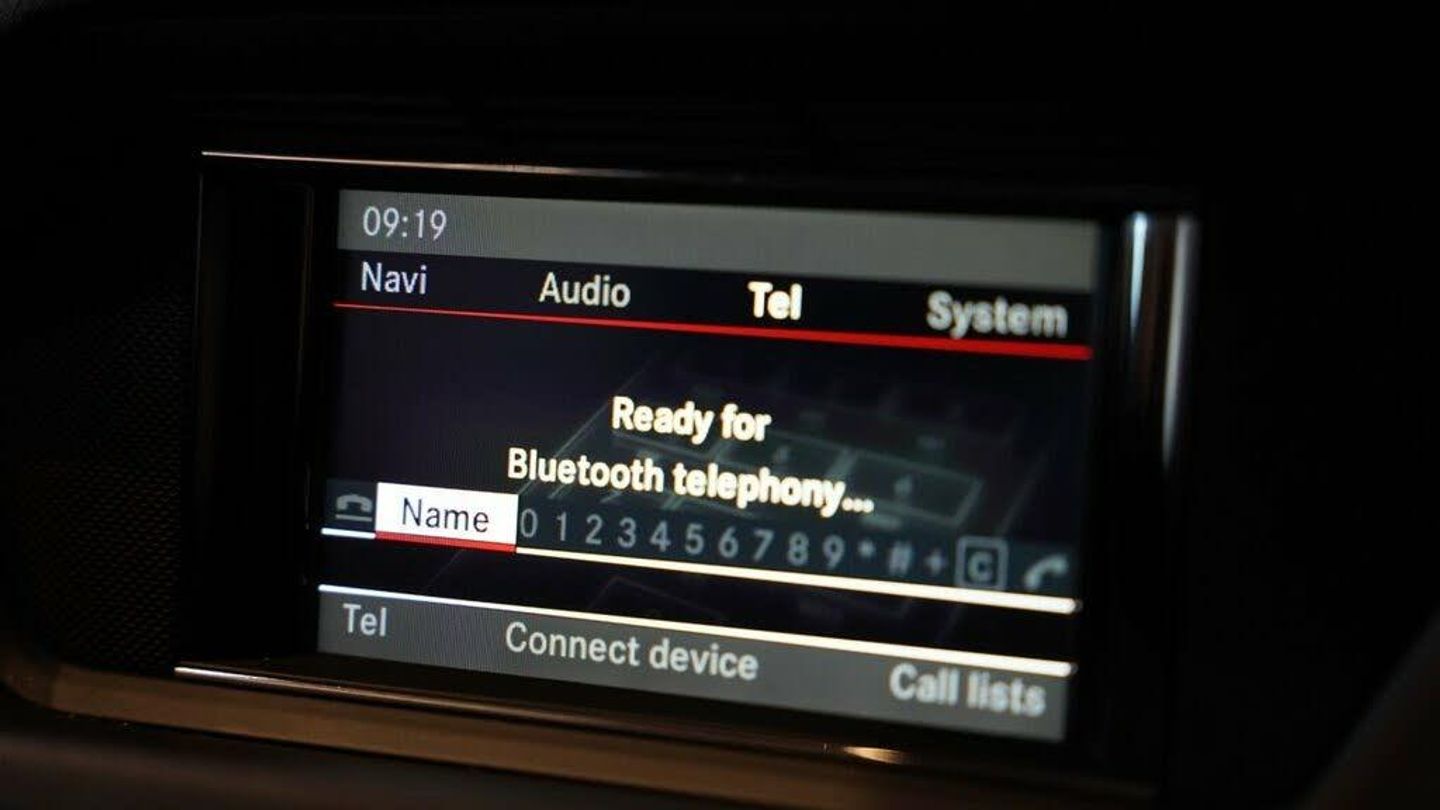 09:19
Navi Audio Tel System
Ready for
Bluetooth telephony...
Name 0 1 2 3 4 5 6 7 8 9 * # + C
Tel Connect device Call lists